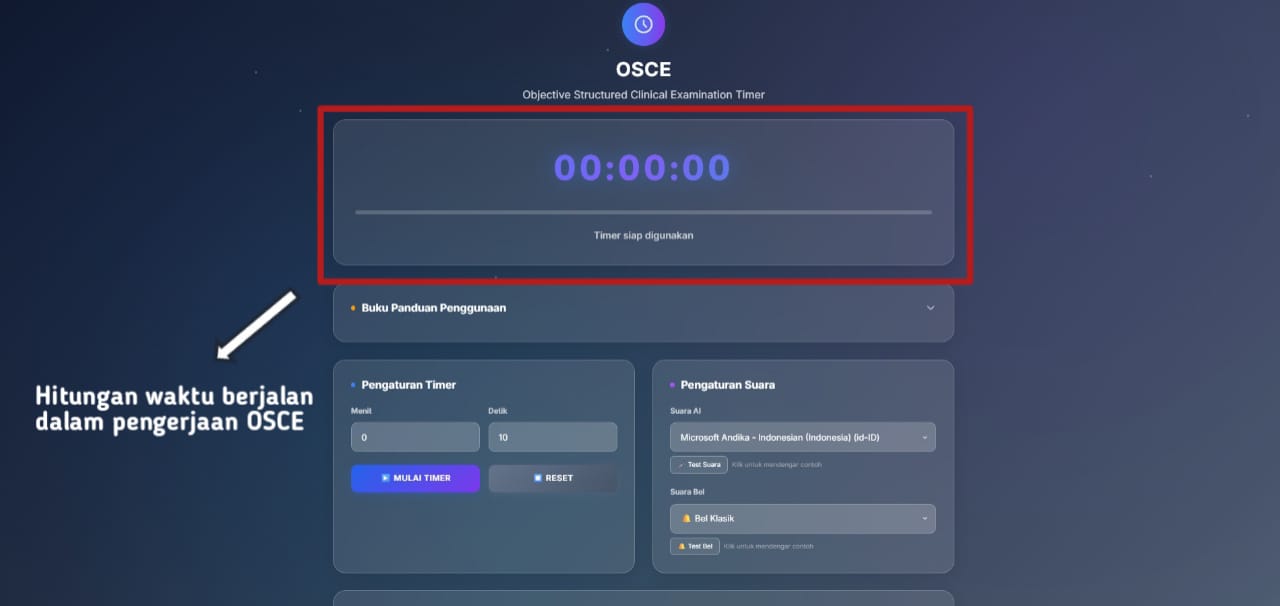 OSCE
Objective Structured Clinical Examination Timer
00:00:00
Timer siap digunakan
Buku Panduan Penggunaan
Hitungan waktu berjalan
dalam pengerjaan OSCE
Pengaturan Timer
Menit
Detik
0
10
MULAI TIMER
RESET
Pengaturan Suara
Suara AI
Microsoft Andika - Indonesian (Indonesia) (id-ID)
Test Suara
Klik untuk mendengar contoh
Suara Bel
Bel Klasik
Test Bel
Klik untuk mendengar contoh